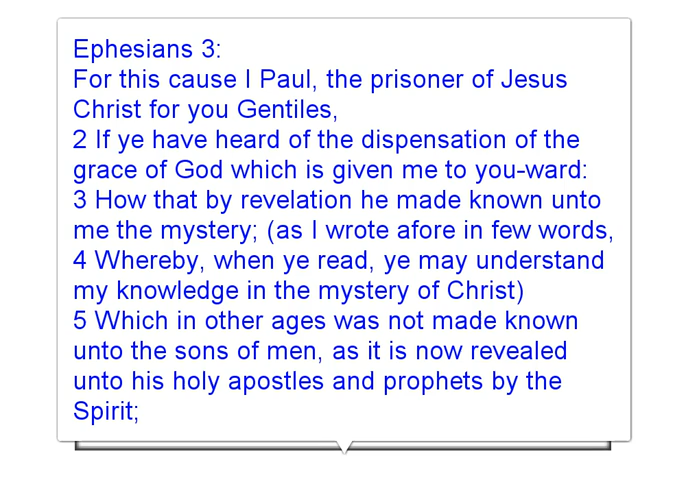 Ephesians 3:
For this cause I Paul, the prisoner of Jesus
Christ for you Gentiles,
2 If ye have heard of the dispensation of the
grace of God which is given me to you-ward:
3 How that by revelation he made known unto
me the mystery; (as I wrote afore in few words,
4 Whereby, when ye read, ye may understand
my knowledge in the mystery of Christ)
5 Which in other ages was not made known
unto the sons of men, as it is now revealed
unto his holy apostles and prophets by the
Spirit;